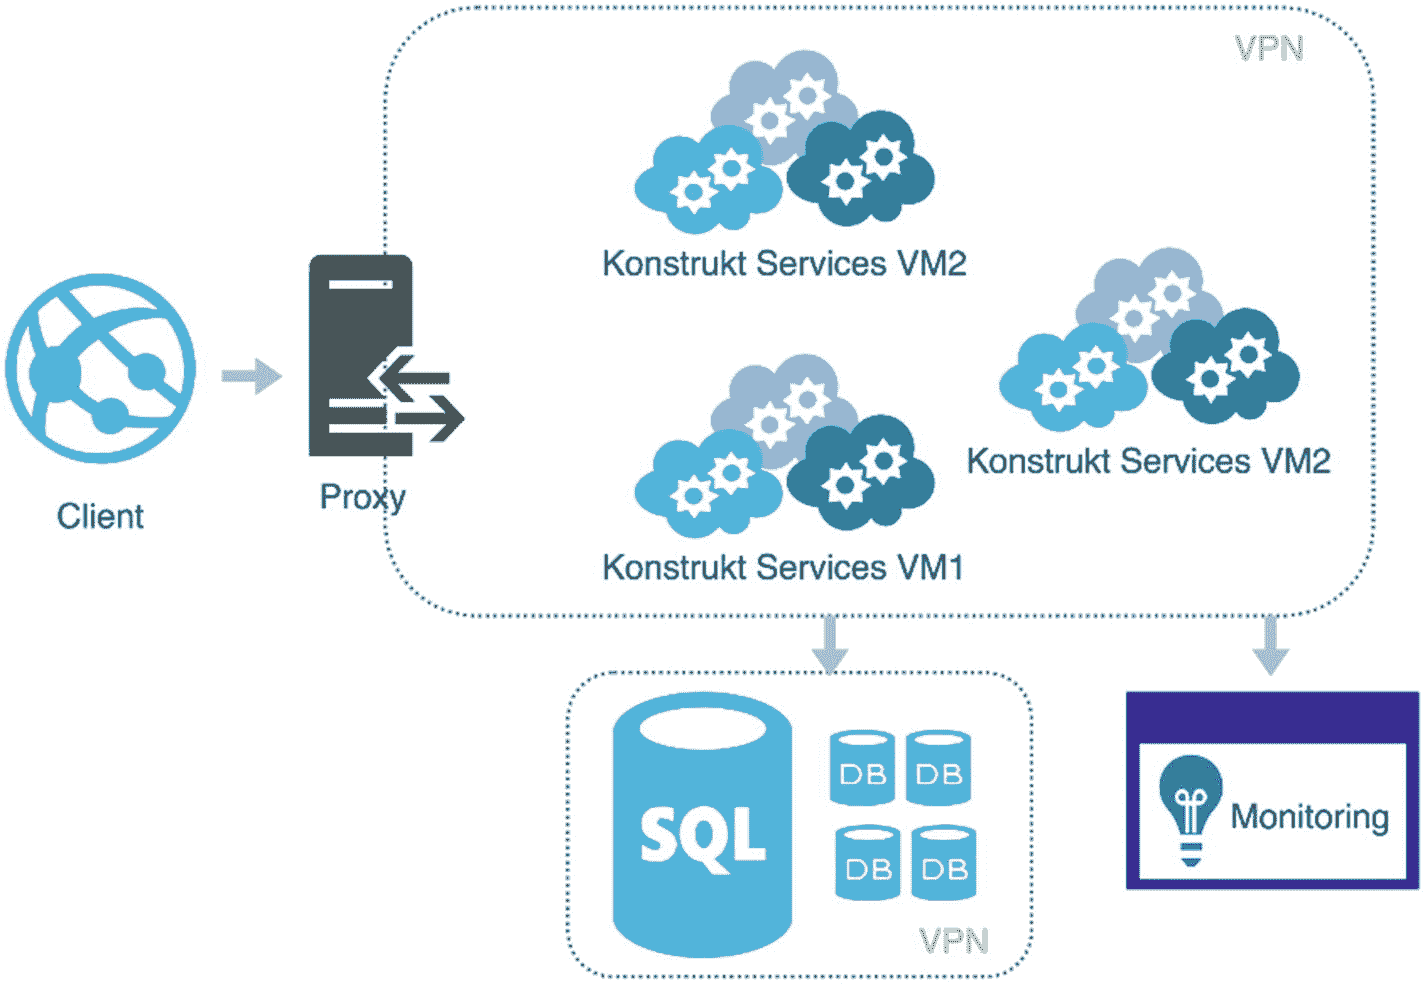 VPN
Konstrukt Services VM2
Konstrukt Services VM2
Proxy
Client
Konstrukt Services VM1
SQL
DB
DB
DB
DB
VPN
Monitoring